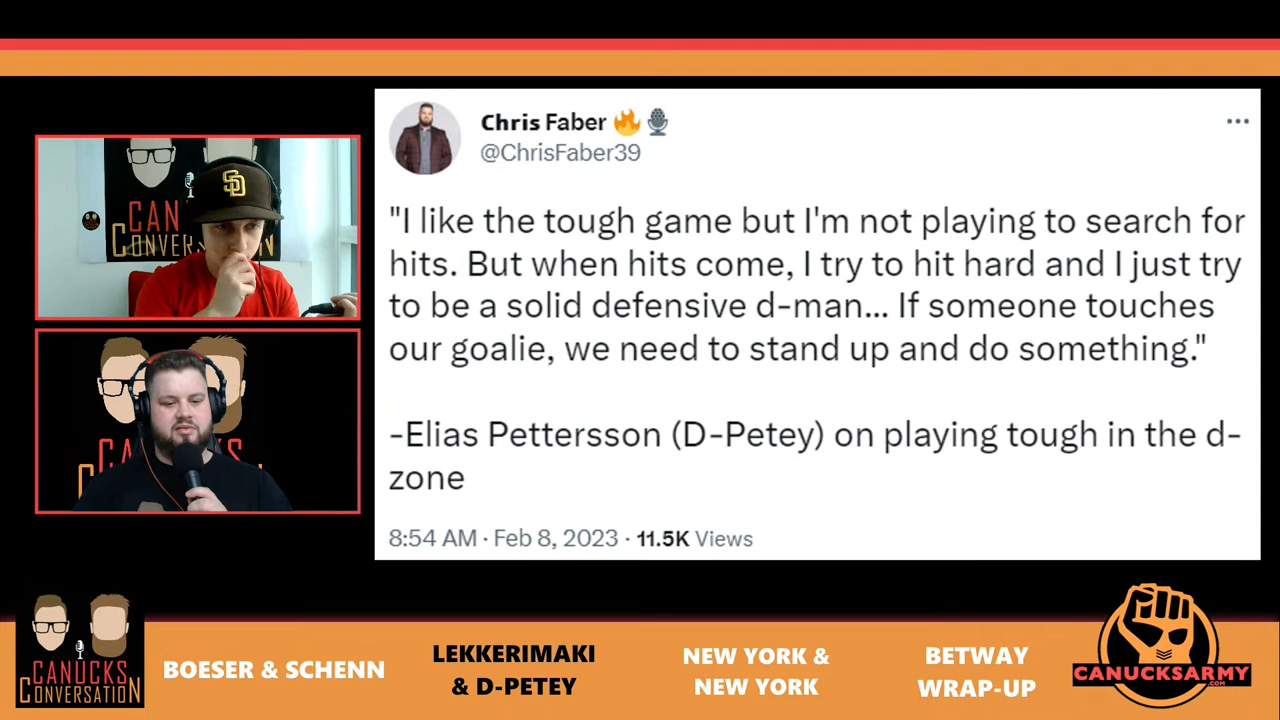 Chris Faber
@ChrisFaber39
"I like the tough game but I'm not playing to search for
hits. But when hits come, I try to hit hard and I just try
to be a solid defensive d-man... If someone touches
our goalie, we need to stand up and do something."
-Elias Pettersson (D-Petey) on playing tough in the d-
zone
8:54 AM · Feb 8, 2023 · 11.5K Views
SD
CAN
CONVER
CANUCKS
CONVERSATION
BOESER & SCHENN
LEKKERIMAKI
& D-PETEY
NEW YORK &
NEW YORK
BETWAY
WRAP-UP
CANUCKSARMY
.COM